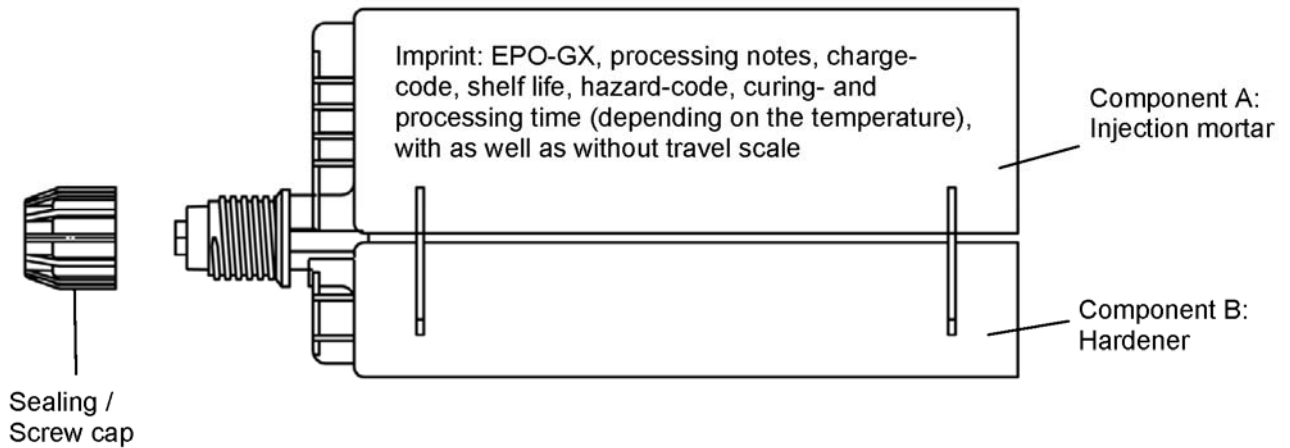 Imprint: EPO-GX, processing notes, charge-
code, shelf life, hazard-code, curing- and
processing time (depending on the temperature),
with as well as without travel scale
Component A:
Injection mortar
Component B:
Hardener
Sealing /
Screw cap